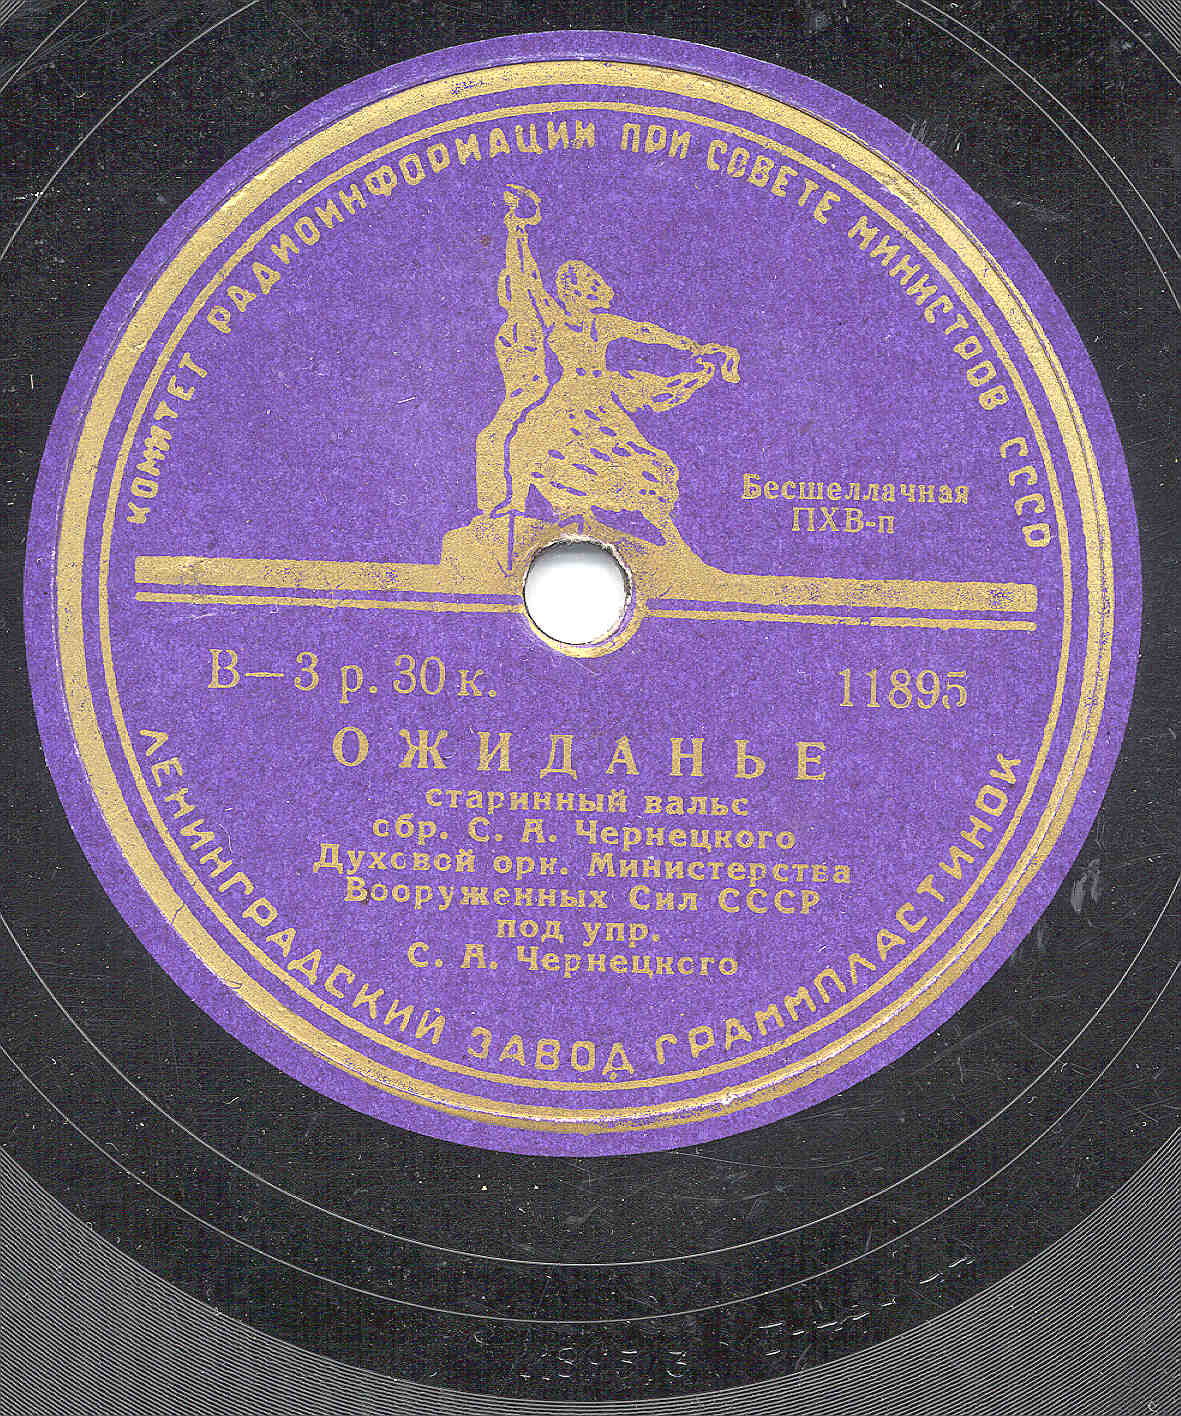 КОМИТЕТ РАДИОИНФОРМАЦИИ ПРИ СОВЕТЕ МИНИСТРОВ СССР
Бесшеллачная
ПХВ-п
В—3 р. 30 к.
11895
ОЖИДАНЬЕ
старинный вальс
обр. С. А. Чернецкого
Духовой орк. Министерства
Вооруженных Сил СССР
под упр.
С. А. Чернецкого
ЛЕНИНГРАДСКИЙ ЗАВОД ГРАММПЛАСТИНОК